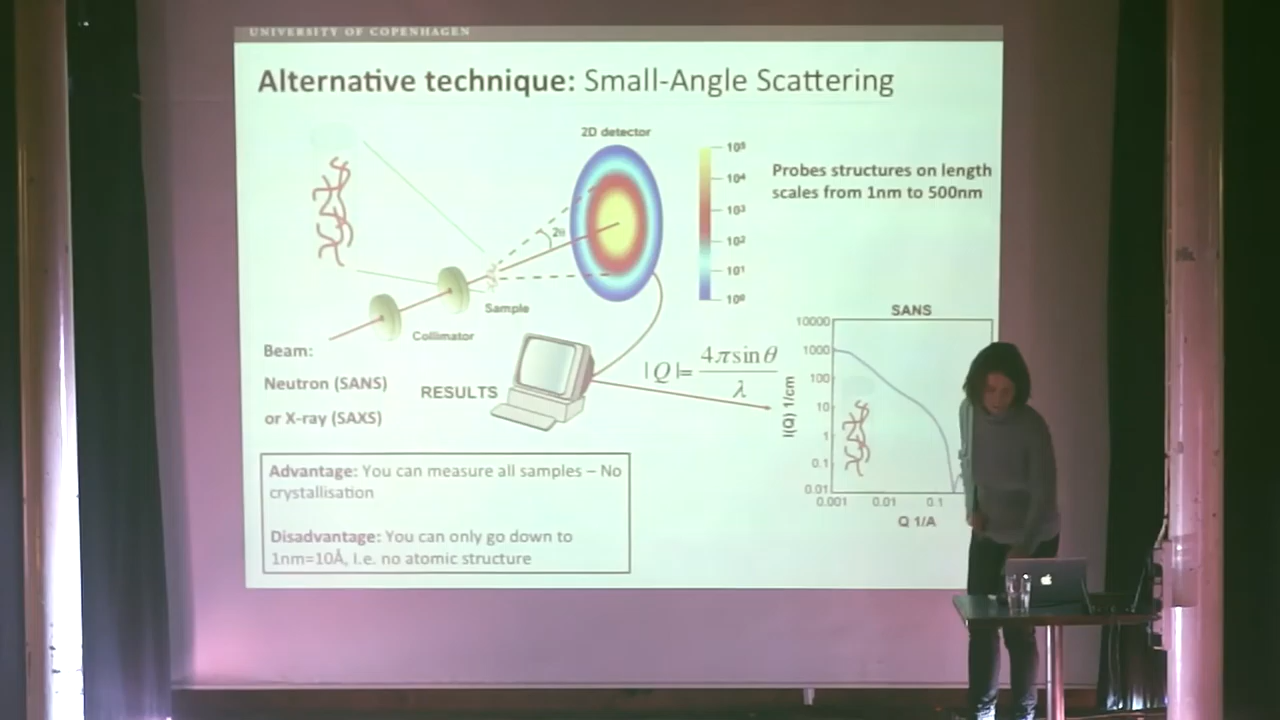 UNIVERSITY OF COPENHAGEN
Alternative technique: Small-Angle Scattering
2D detector
10⁵
10⁴
10³
10²
10¹
10⁰
Probes structures on length
scales from 1nm to 500nm
2θ
Sample
Collimator
Beam:
Neutron (SANS)
or X-ray (SAXS)
RESULTS
|Q|= 4πsinθ
λ
SANS
10000
1000
100
10
1
0.1
0.01
I(Q) 1/cm
0.001 0.01 0.1
Q 1/A
Advantage: You can measure all samples – No
crystallisation
Disadvantage: You can only go down to
1nm=10Å, I.e. no atomic structure